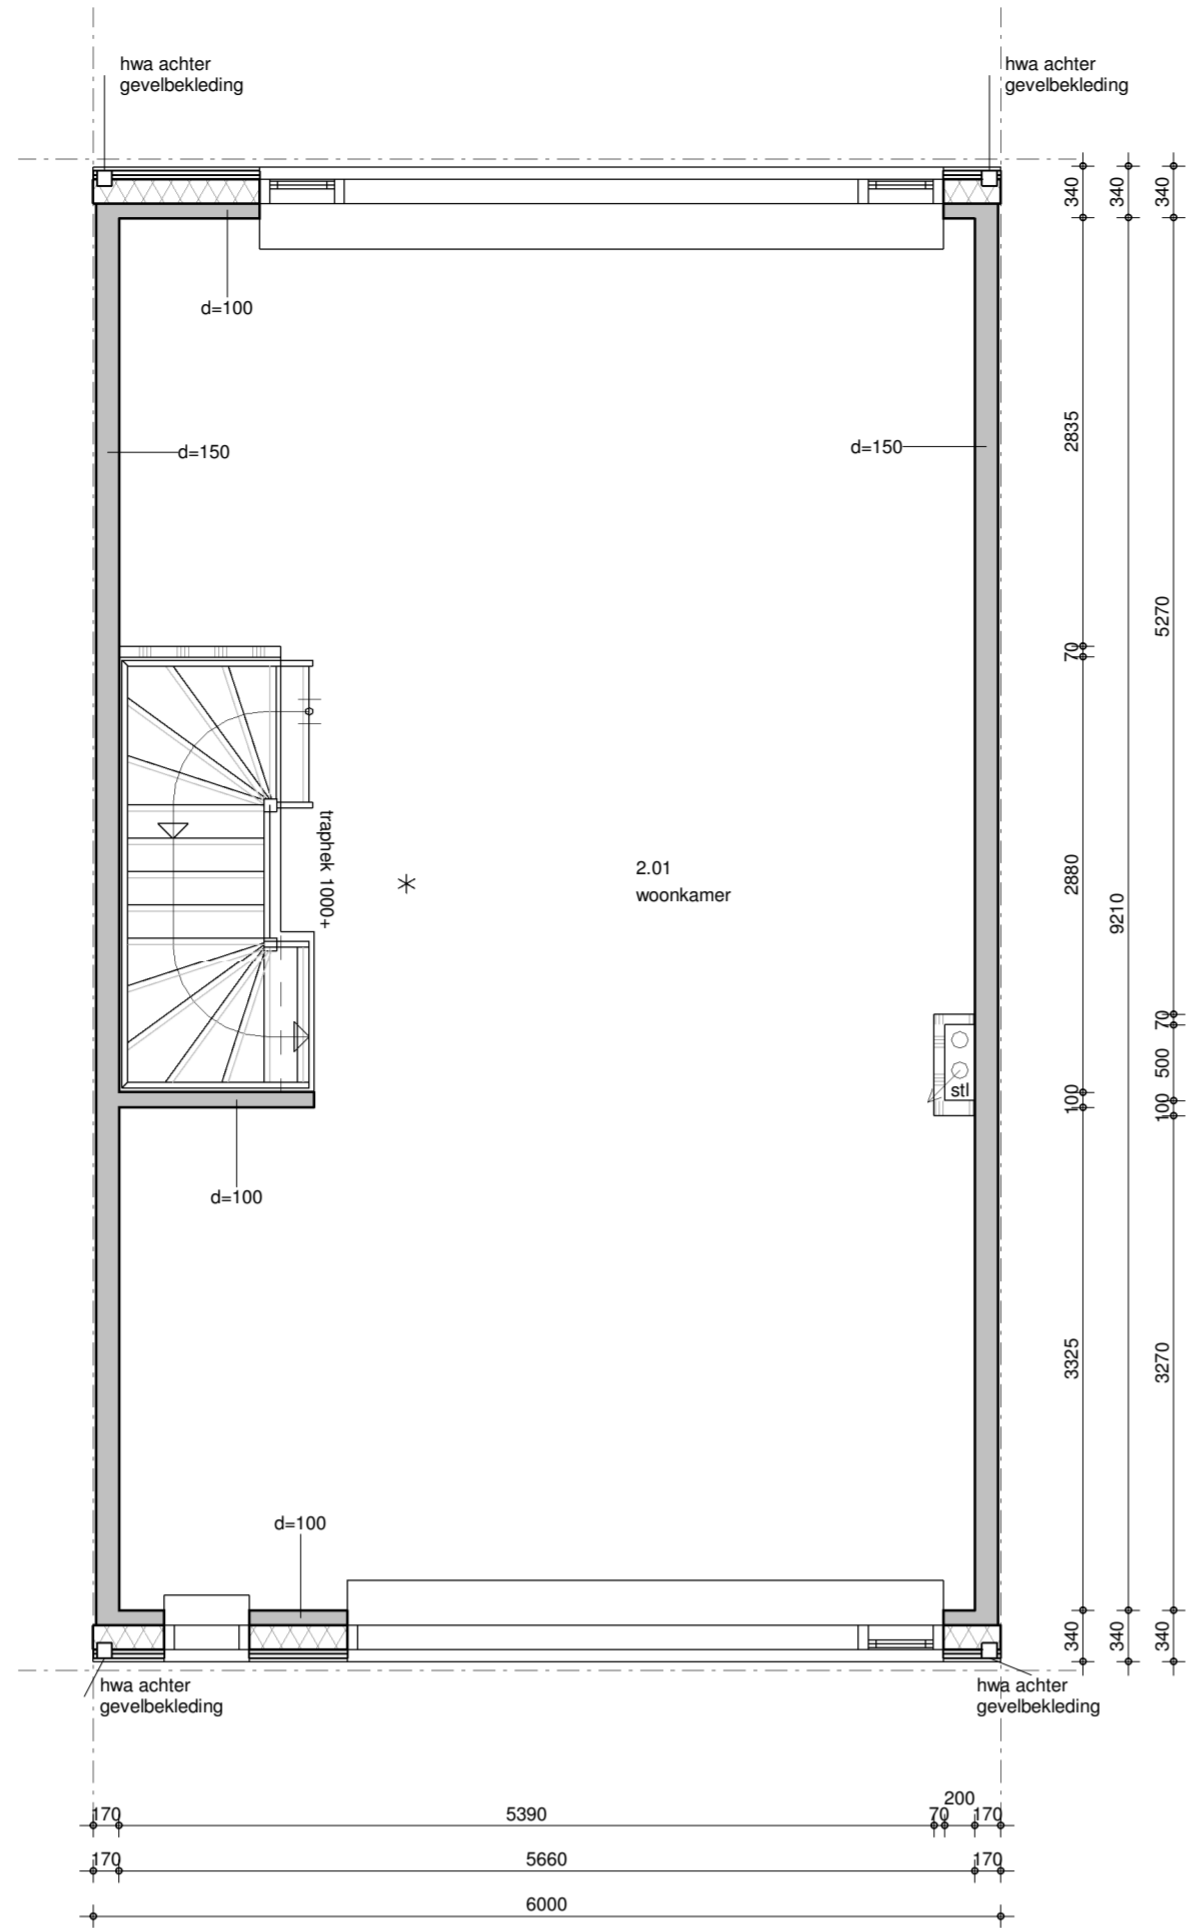 hwa achter
gevelbekleding
hwa achter
gevelbekleding
340
340
340
d=100
d=150
d=150
2835
5270
70
traphek 1000+
2.01
woonkamer
2880
9210
70
500
stl
100
100
d=100
3325
3270
d=100
340
340
340
hwa achter
gevelbekleding
hwa achter
gevelbekleding
170
5390
70
200
170
170
5660
170
6000